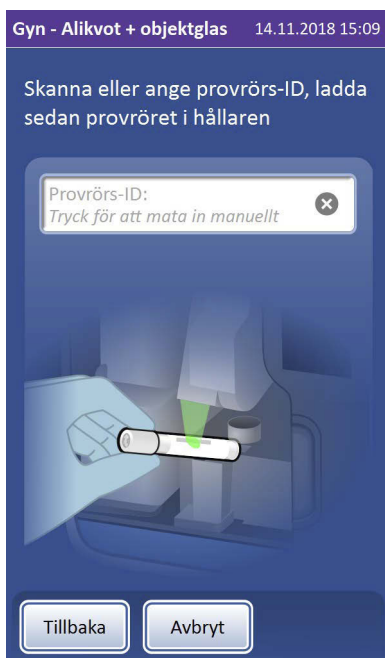 Gyn - Alikvot + objektglas 14.11.2018 15:09
Skanna eller ange provrörs-ID, ladda
sedan provröret i hållaren
Provrörs-ID:
Tryck för att mata in manuellt
Tillbaka
Avbryt